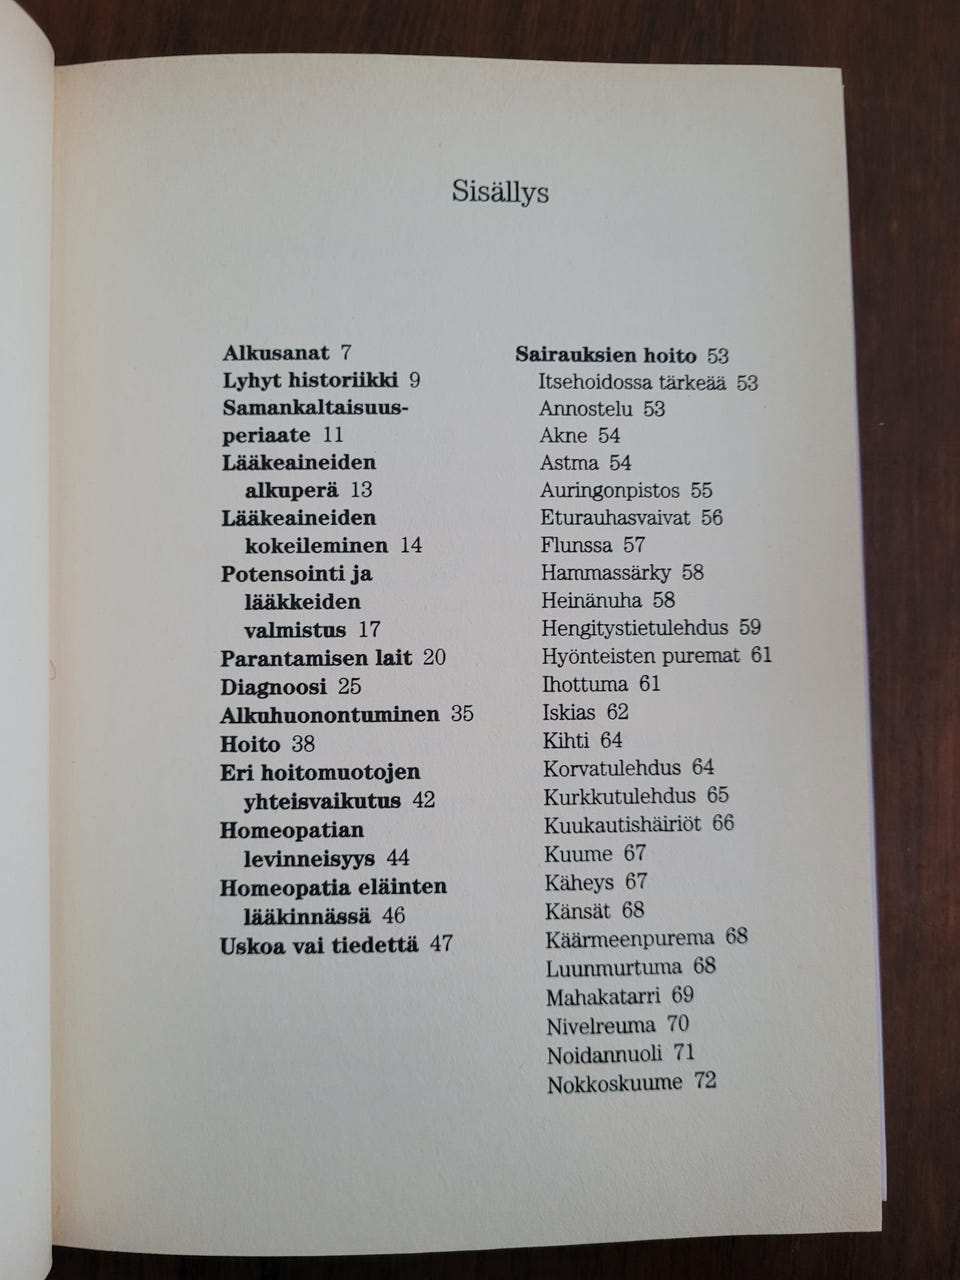 Sisällys
Alkusanat 7
Lyhyt historiikki 9
Samankaltaisuus-
periaate 11
Lääkeaineiden
alkuperä 13
Lääkeaineiden
kokeileminen 14
Potensointi ja
lääkkeiden
valmistus 17
Parantamisen lait 20
Diagnoosi 25
Alkuhuonontuminen 35
Hoito 38
Eri hoitomuotojen
yhteisvaikutus 42
Homeopatian
levinneisyys 44
Homeopatia eläinten
lääkinnässä 46
Uskoa vai tiedettä 47
Sairauksien hoito 53
Itsehoidossa tärkeää 53
Annostelu 53
Akne 54
Astma 54
Auringonpistos 55
Eturauhasvaivat 56
Flunssa 57
Hammassärky 58
Heinänuha 58
Hengitystietulehdus 59
Hyönteisten puremat 61
Ihottuma 61
Iskias 62
Kihti 64
Korvatulehdus 64
Kurkkutulehdus 65
Kuukautishäiriöt 66
Kuume 67
Käheys 67
Känsät 68
Käärmeenpurema 68
Luunmurtuma 68
Mahakatarri 69
Nivelreuma 70
Noidannuoli 71
Nokkoskuume 72